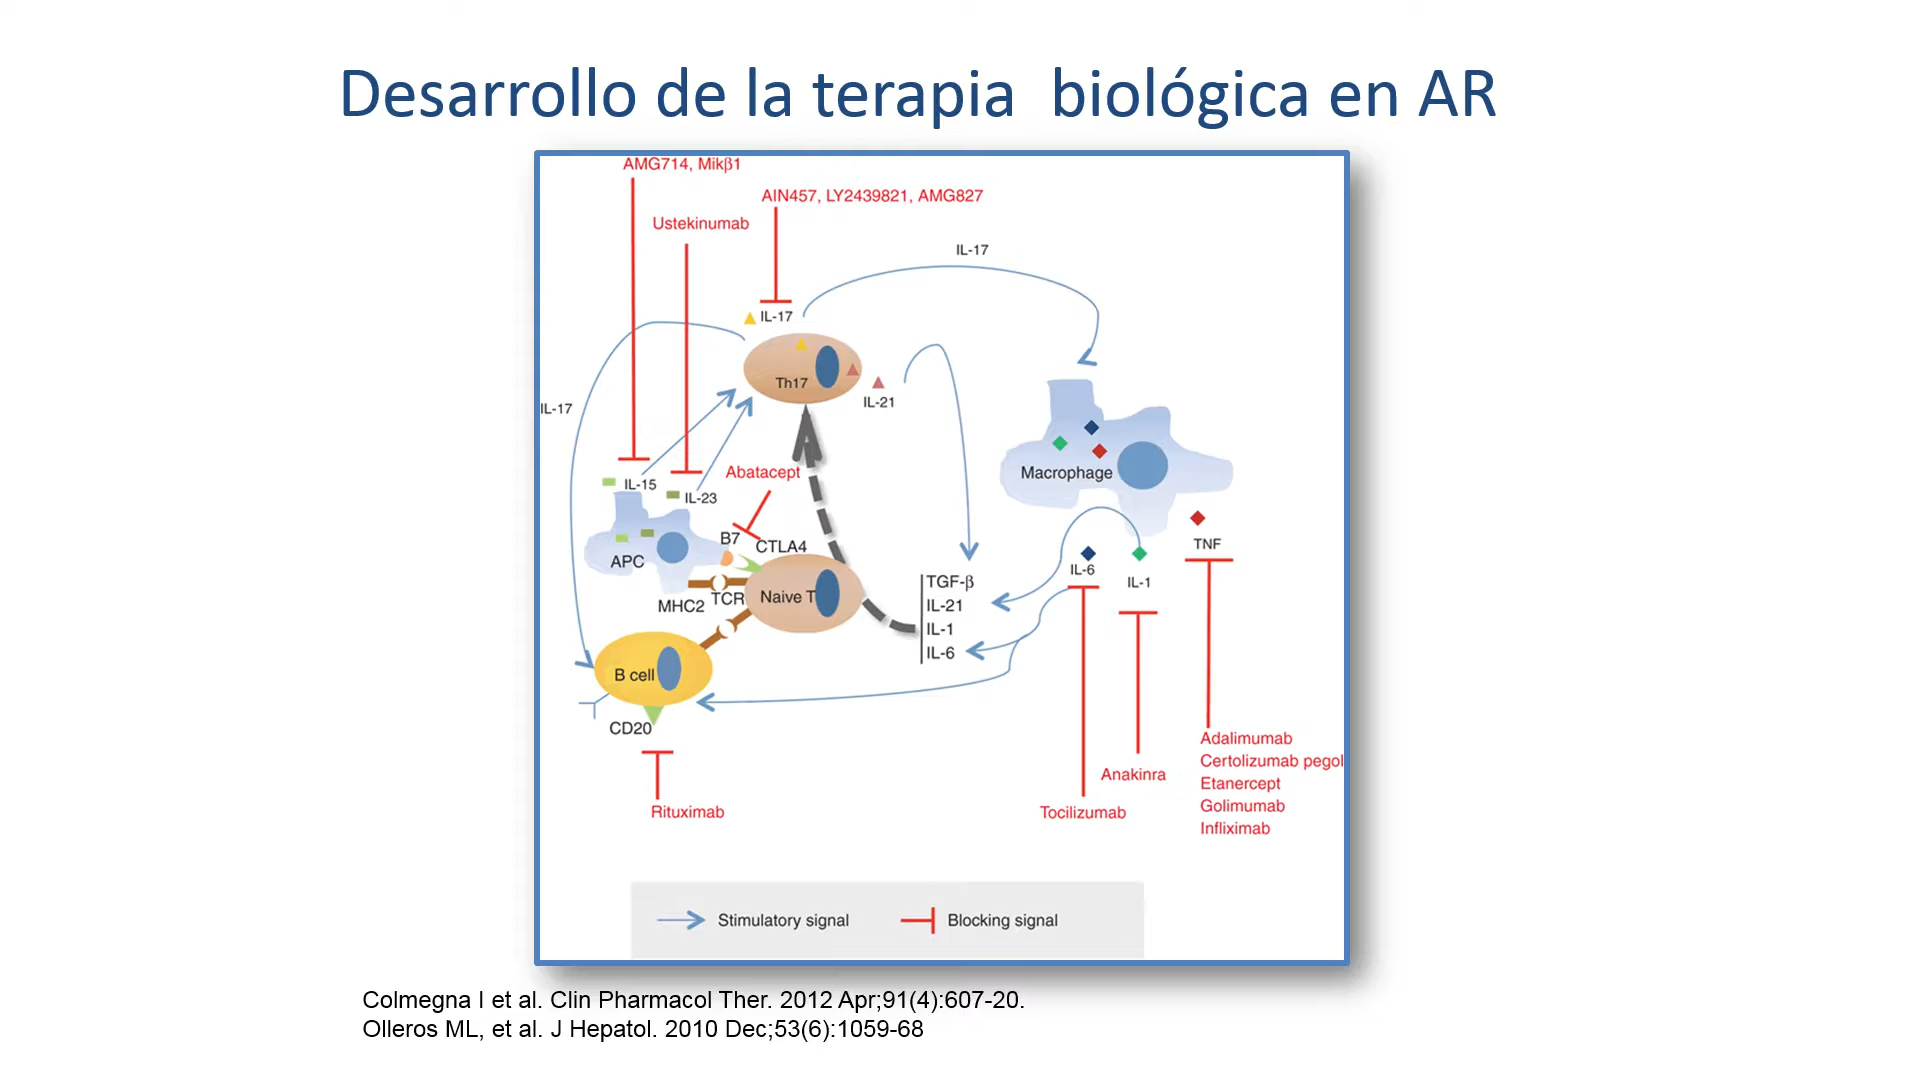 Desarrollo de la terapia biológica en AR
AMG714, Mikβ1
AIN457, LY2439821, AMG827
Ustekinumab
IL-17
IL-17
Th17
IL-21
IL-17
Abatacept
IL-15
IL-23
Macrophage
B7
CTLA4
APC
TNF
IL-6
IL-1
MHC2
TCR
Naive T
TGF-β
IL-21
IL-1
IL-6
B cell
CD20
Rituximab
Anakinra
Tocilizumab
Adalimumab
Certolizumab pegol
Etanercept
Golimumab
Infliximab
Stimulatory signal
Blocking signal
Colmegna I et al. Clin Pharmacol Ther. 2012 Apr;91(4):607-20.
Olleros ML, et al. J Hepatol. 2010 Dec;53(6):1059-68